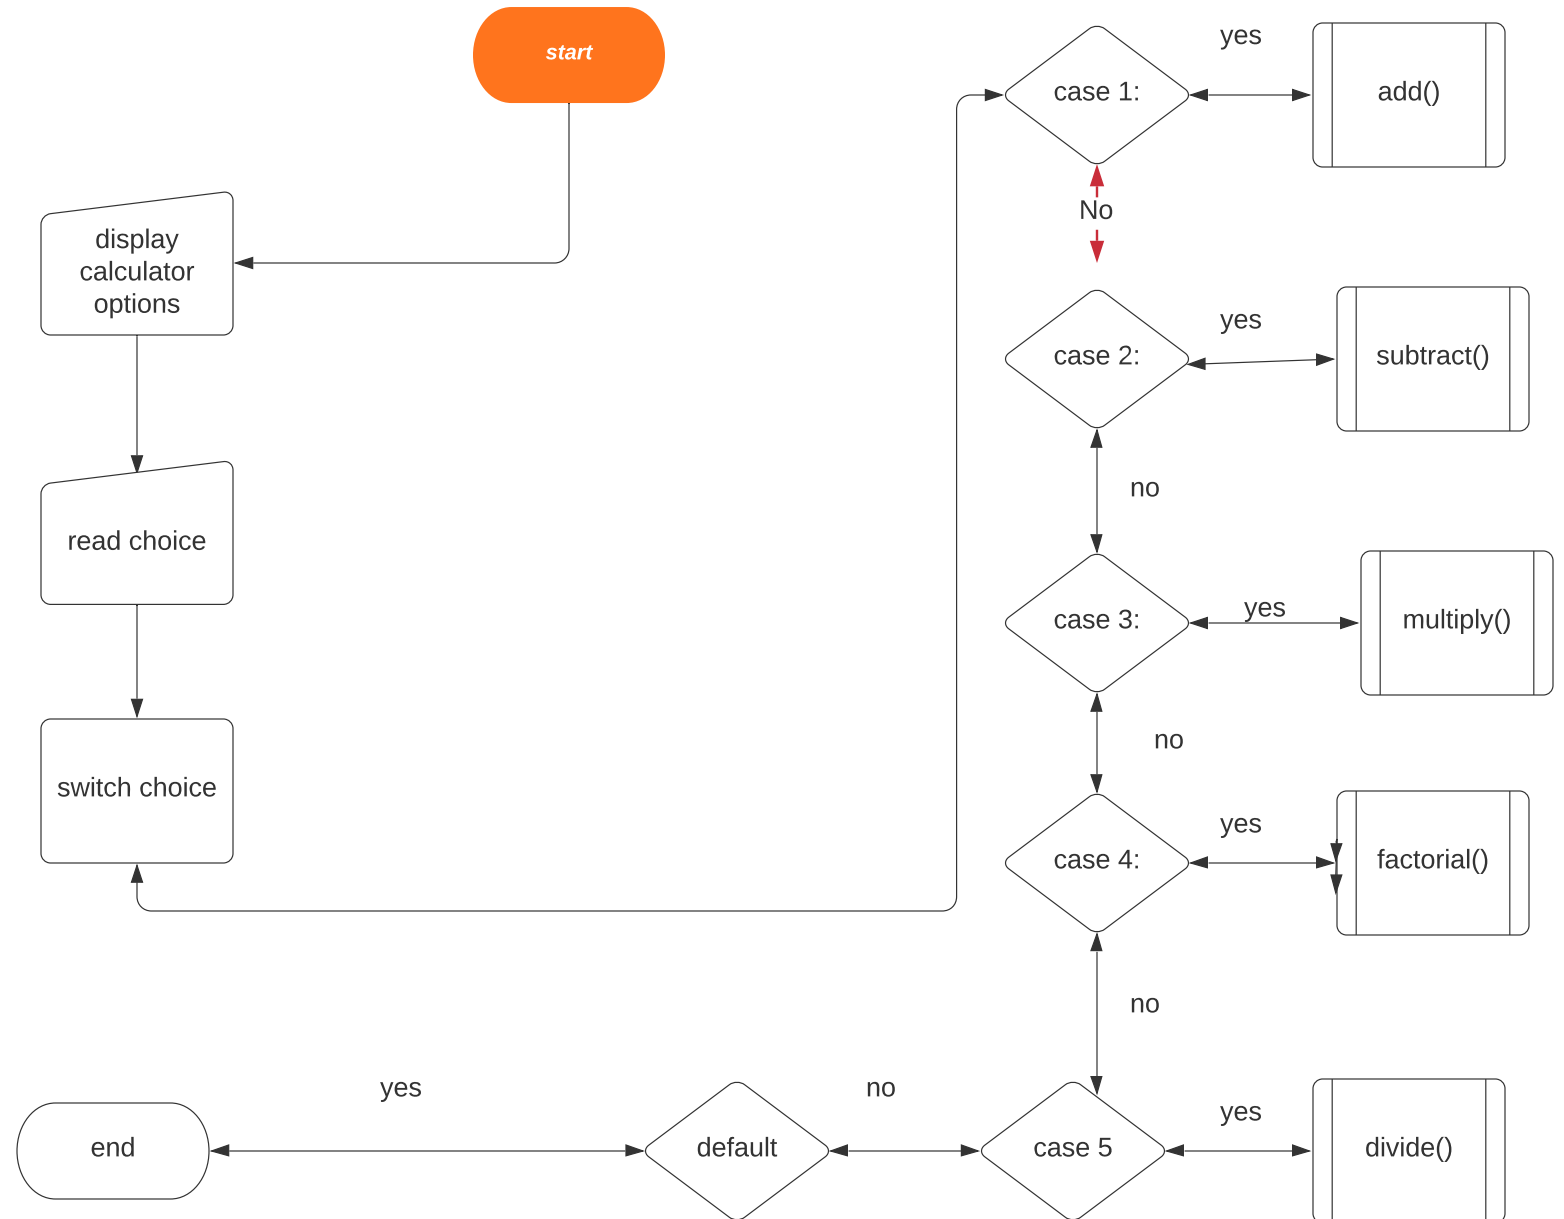 start
display
calculator
options
read choice
switch choice
case 1:
yes
add()
No
case 2:
yes
subtract()
no
case 3:
yes
multiply()
no
case 4:
yes
factorial()
no
case 5
yes
divide()
no
default
yes
end